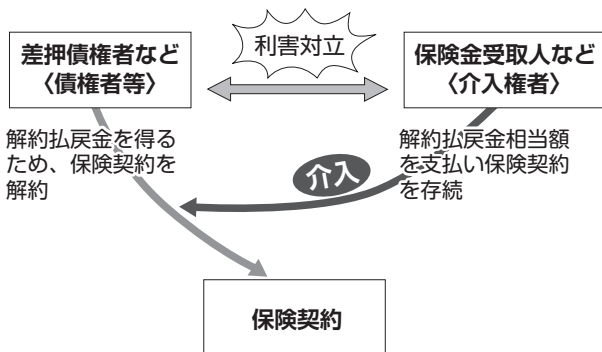 差押債権者など
〈債権者等〉
利害対立
保険金受取人など
〈介入権者〉
解約払戻金を得る
ため、保険契約を
解約
解約払戻金相当額
を支払い保険契約
を存続
介入
保険契約